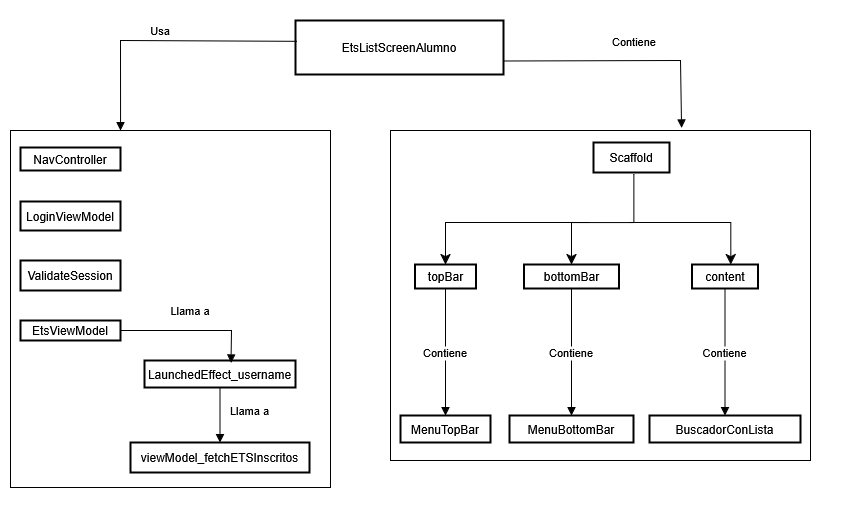 Usa
EtsListScreenAlumno
Contiene
NavController
LoginViewModel
ValidateSession
EtsViewModel
Llama a
LaunchedEffect_username
Llama a
viewModel_fetchETSInscritos
Scaffold
topBar
bottomBar
content
Contiene
Contiene
Contiene
MenuTopBar
MenuBottomBar
BuscadorConLista